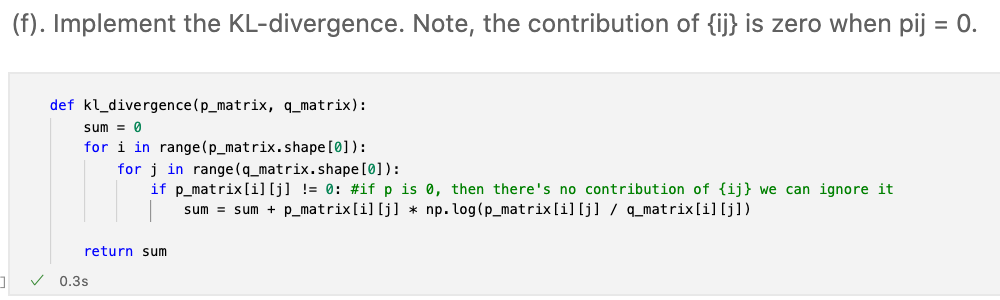 (f). Implement the KL-divergence. Note, the contribution of {ij} is zero when pij = 0.
def kl_divergence(p_matrix, q_matrix):
    sum = 0
    for i in range(p_matrix.shape[0]):
        for j in range(q_matrix.shape[0]):
            if p_matrix[i][j] != 0: #if p is 0, then there's no contribution of {ij} we can ignore it
                sum = sum + p_matrix[i][j] * np.log(p_matrix[i][j] / q_matrix[i][j])
    return sum
] ✓ 0.3s